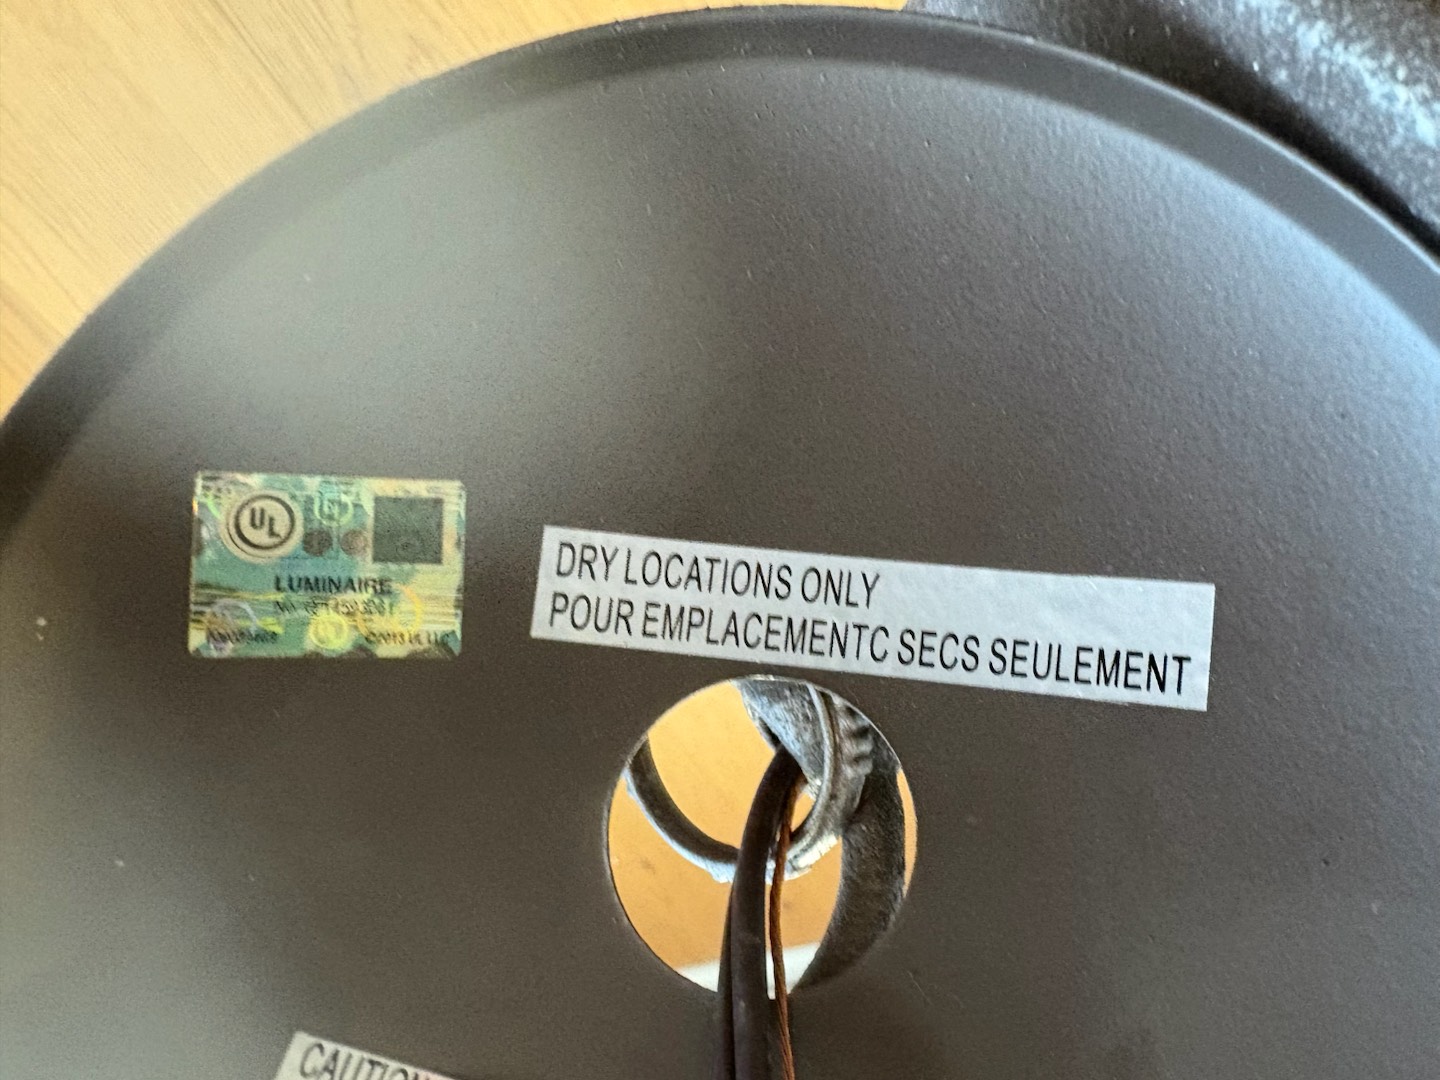 UL
LUMINAIRE
DRY LOCATIONS ONLY
POUR EMPLACEMENTC SECS SEULEMENT
CAUTION